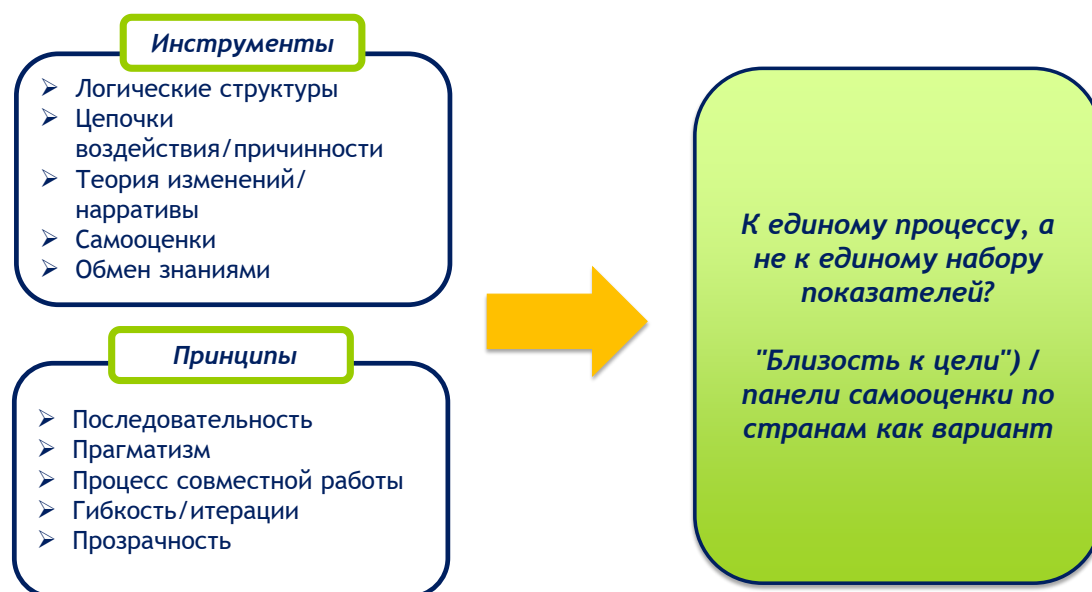 Инструменты
➢ Логические структуры
➢ Цепочки
воздействия/причинности
➢ Теория изменений/
нарративы
➢ Самооценки
➢ Обмен знаниями
Принципы
➢ Последовательность
➢ Прагматизм
➢ Процесс совместной работы
➢ Гибкость/итерации
➢ Прозрачность
К единому процессу, а
не к единому набору
показателей?
"Близость к цели") /
панели самооценки по
странам как вариант